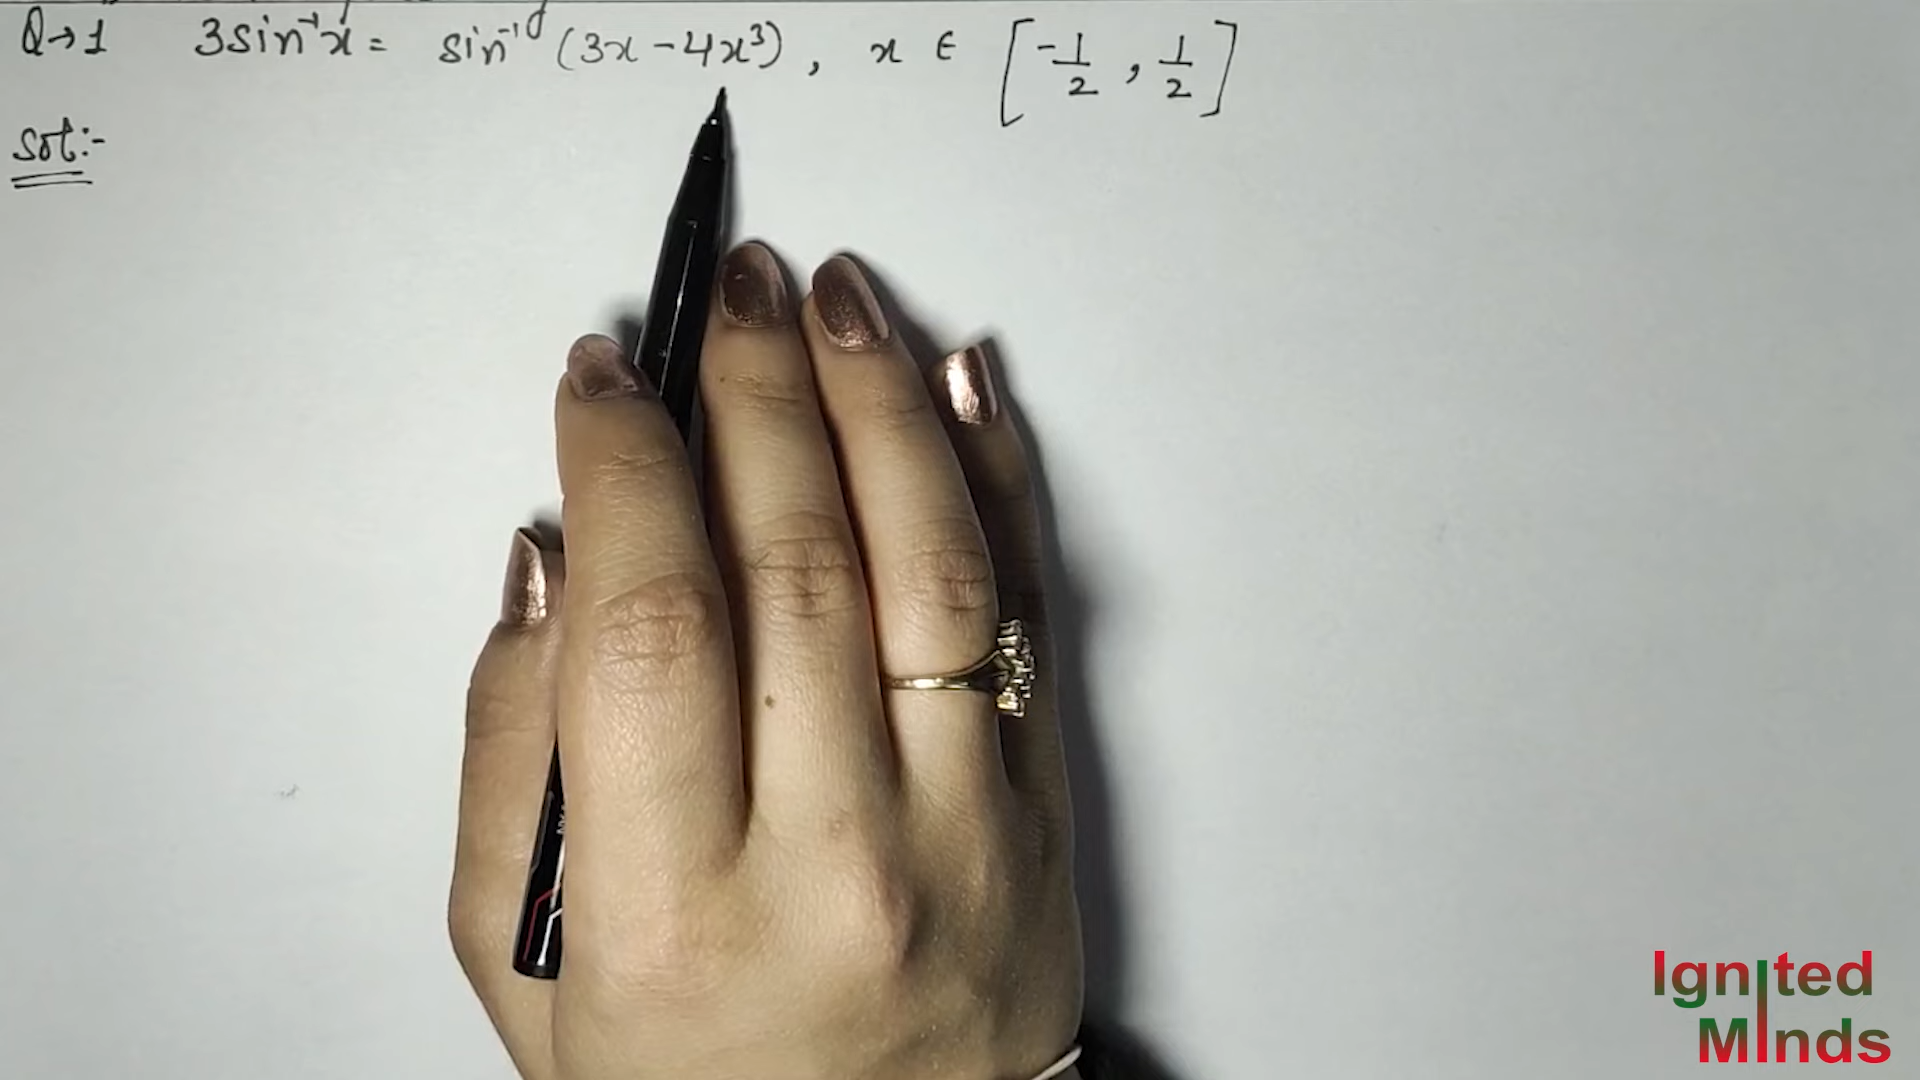 Q→1 3sin⁻¹x = sin⁻¹(3x-4x³), x ∈ [-1/2, 1/2]
Sol:-
Ignited
Minds